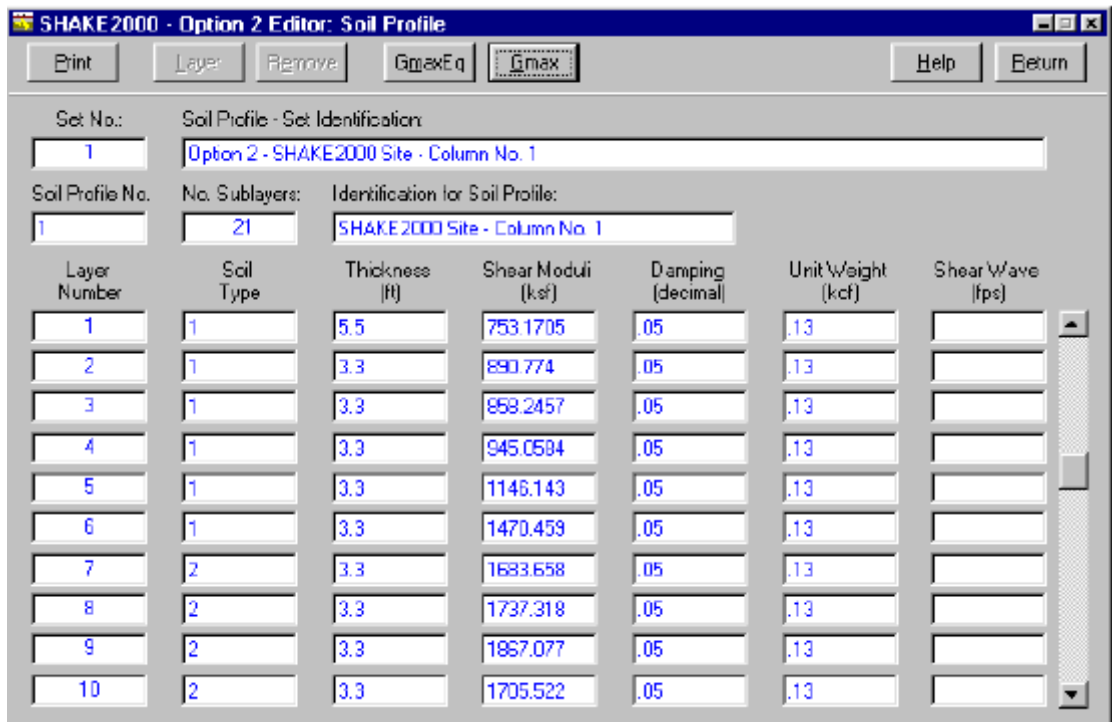 SHAKE2000 - Option 2 Editor: Soil Profile
Print Layer Remove GmaxEq Gmax Help Return
Set No.: Soil Profile - Set Identification:
1 Option 2 - SHAKE2000 Site - Column No. 1
Soil Profile No. No. Sublayers: Identification for Soil Profile:
1 21 SHAKE2000 Site - Column No. 1
Layer Soil Thickness Shear Moduli Damping Unit Weight Shear Wave
Number Type (ft) (ksf) (decimal) (kcf) (fps)
1 1 5.5 753.1705 .05 .13
2 1 3.3 890.774 .05 .13
3 1 3.3 858.2457 .05 .13
4 1 3.3 945.0584 .05 .13
5 1 3.3 1146.143 .05 .13
6 1 3.3 1470.459 .05 .13
7 2 3.3 1683.658 .05 .13
8 2 3.3 1737.318 .05 .13
9 2 3.3 1867.077 .05 .13
10 2 3.3 1705.522 .05 .13